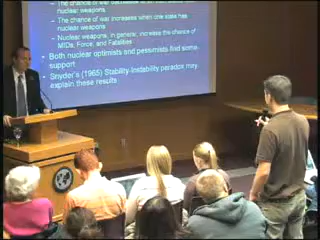 – The chance of war increases when one state has
nuclear weapons
– Nuclear weapons, in general, increase the chance of
MIDs, Force, and Fatalities
• Both nuclear optimists and pessimists find some
support
• Snyder's (1965) Stability-Instability paradox may
explain these results